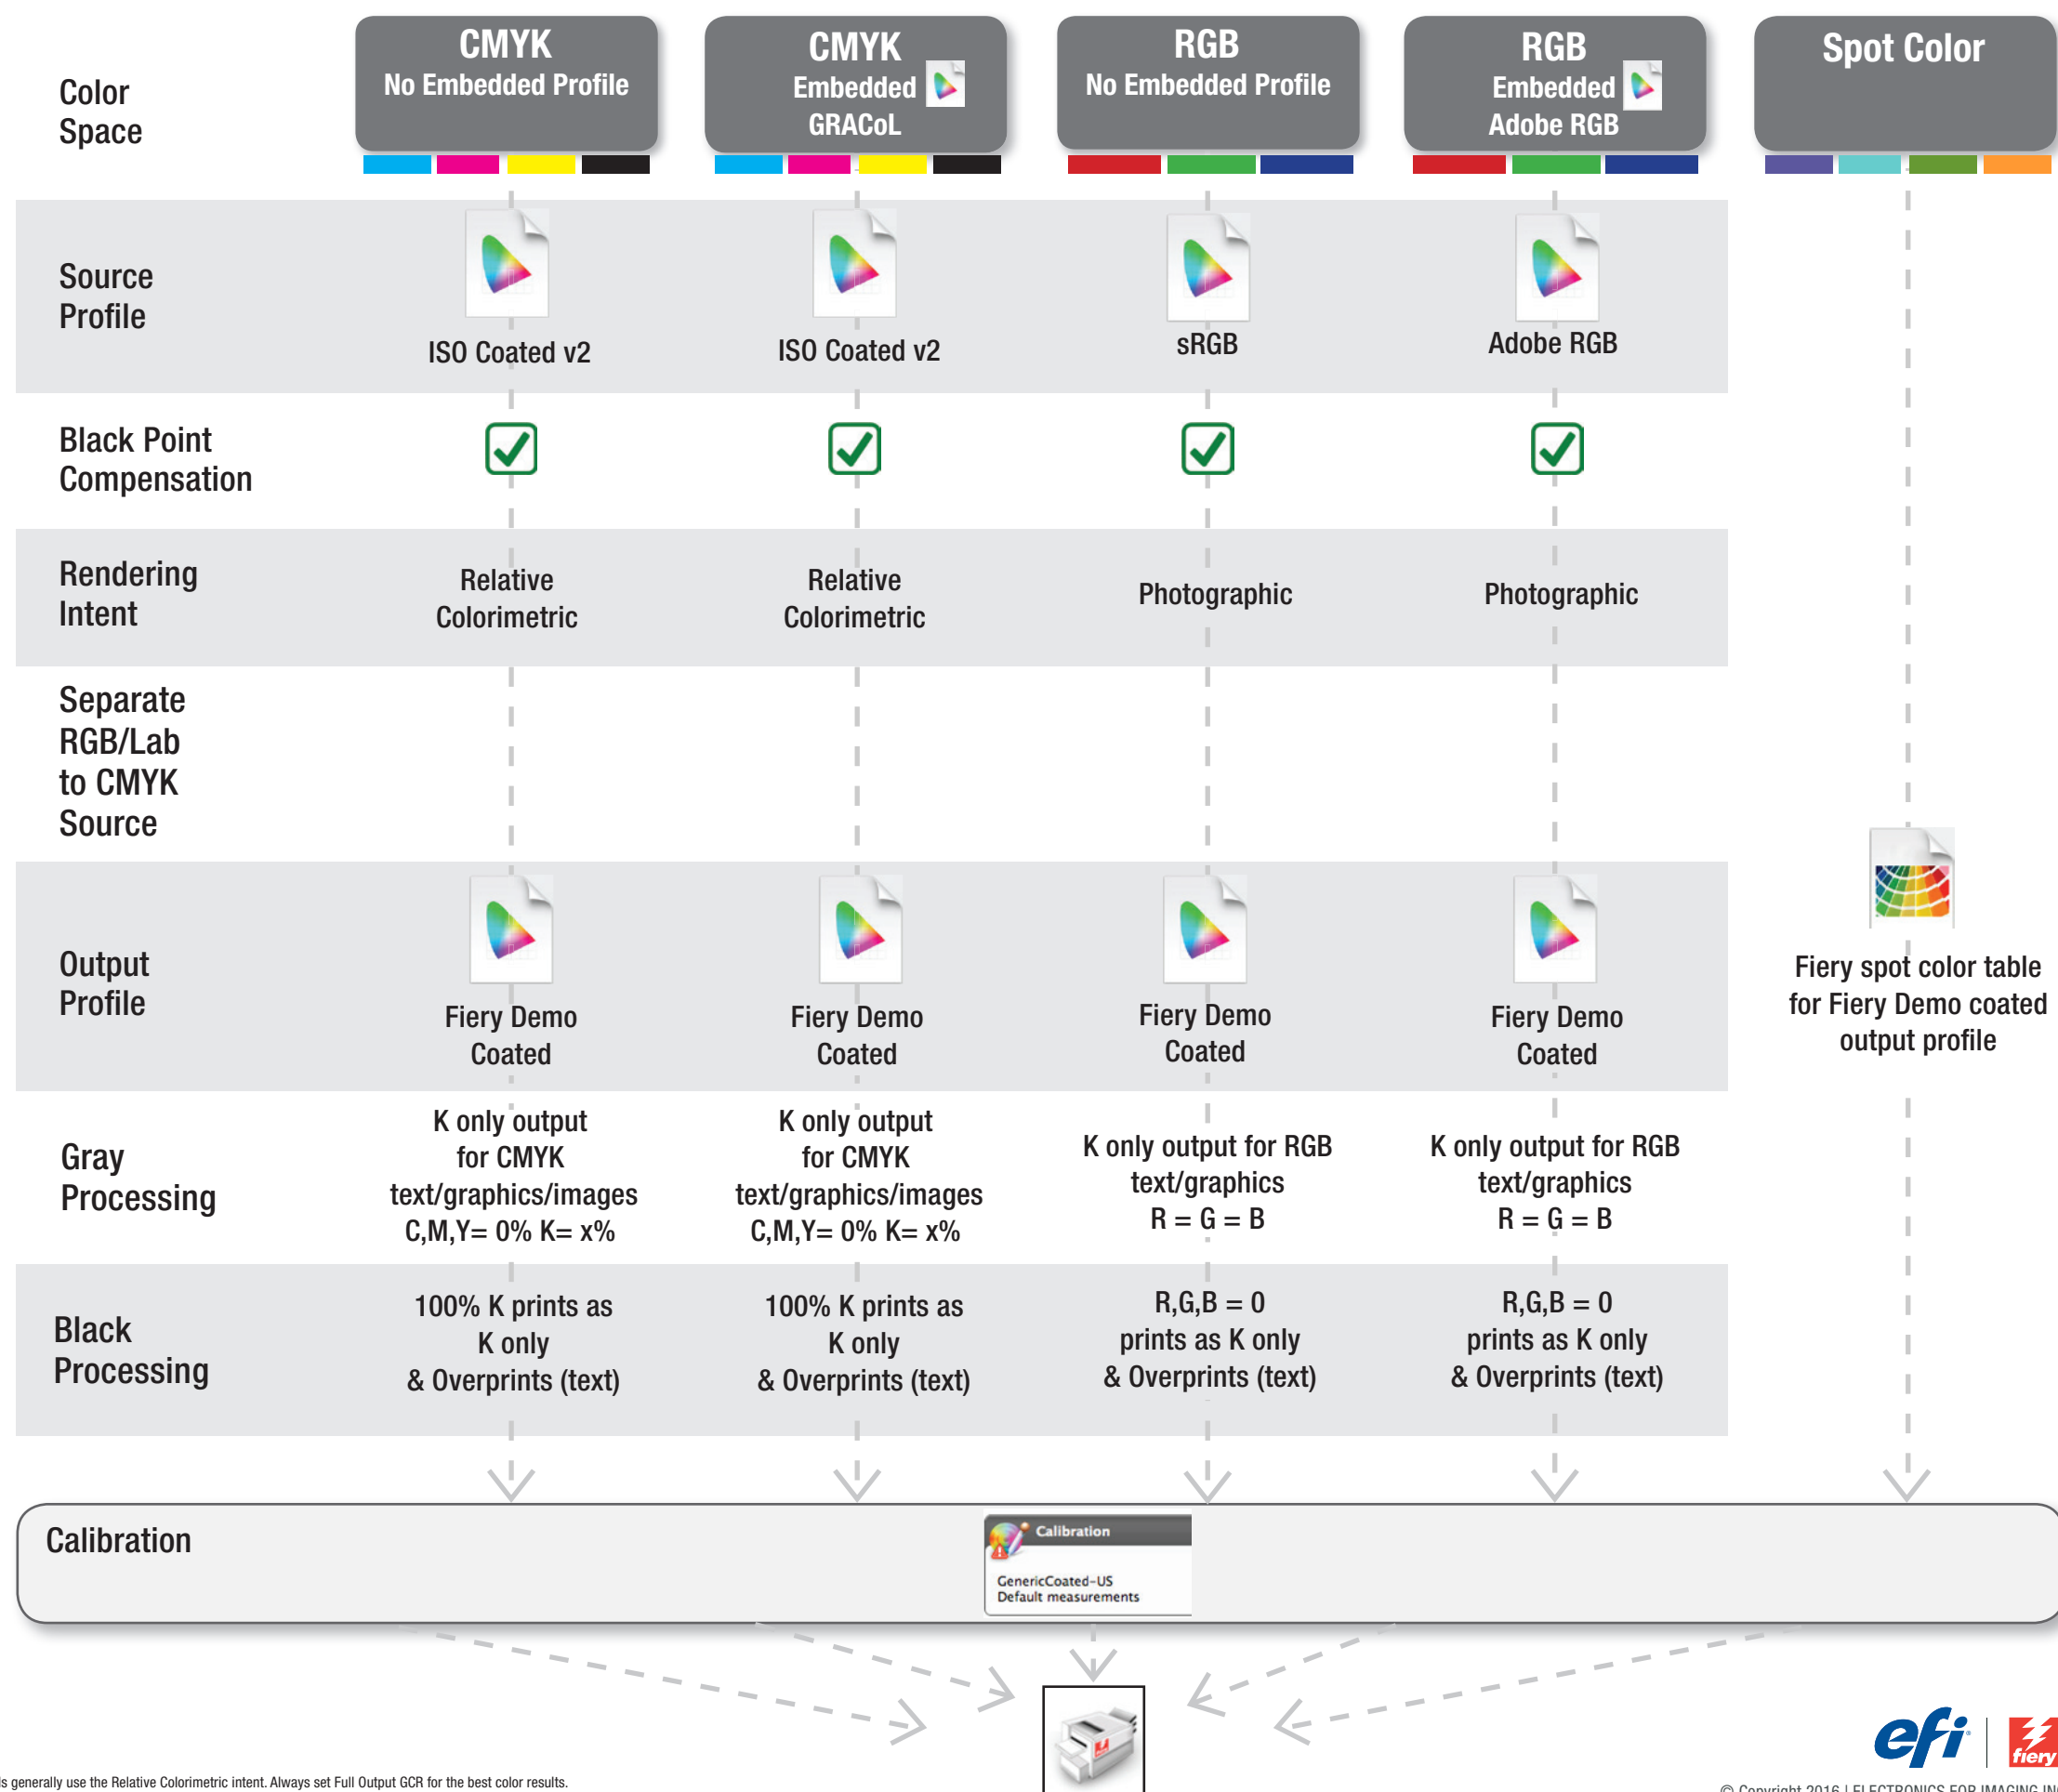 Color
Space
CMYK
No Embedded Profile
CMYK
Embedded
GRACoL
RGB
No Embedded Profile
RGB
Embedded
Adobe RGB
Spot Color
Source
Profile
ISO Coated v2
ISO Coated v2
sRGB
Adobe RGB
Black Point
Compensation
Rendering
Intent
Relative
Colorimetric
Relative
Colorimetric
Photographic
Photographic
Separate
RGB/Lab
to CMYK
Source
Output
Profile
Fiery Demo
Coated
Fiery Demo
Coated
Fiery Demo
Coated
Fiery Demo
Coated
Fiery spot color table
for Fiery Demo coated
output profile
Gray
Processing
K only output
for CMYK
text/graphics/images
C,M,Y= 0% K= x%
K only output
for CMYK
text/graphics/images
C,M,Y= 0% K= x%
K only output for RGB
text/graphics
R = G = B
K only output for RGB
text/graphics
R = G = B
Black
Processing
100% K prints as
K only
& Overprints (text)
100% K prints as
K only
& Overprints (text)
R,G,B = 0
prints as K only
& Overprints (text)
R,G,B = 0
prints as K only
& Overprints (text)
Calibration
Calibration
GenericCoated-US
Default measurements
efi
fiery
generally use the Relative Colorimetric intent. Always set Full Output GCR for the best color results.
© Copyright 2016 | ELECTRONICS FOR IMAGING